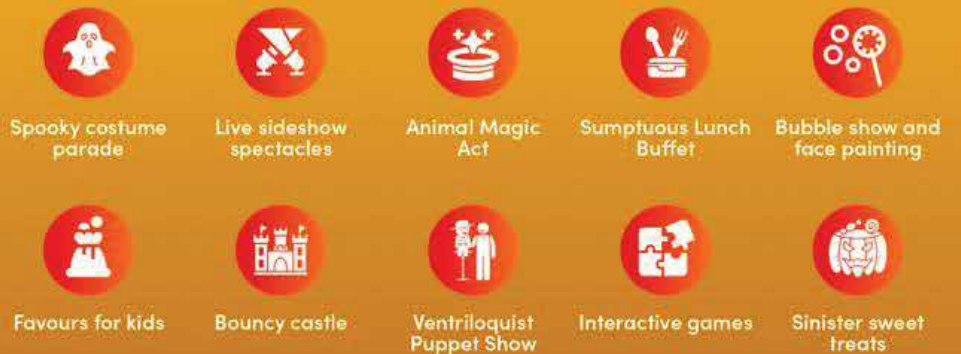 Spooky costume
parade
Live sideshow
spectacles
Animal Magic
Act
Sumptuous Lunch
Buffet
Bubble show and
face painting
Favours for kids
Bouncy castle
Ventriloquist
Puppet Show
Interactive games
Sinister sweet
treats